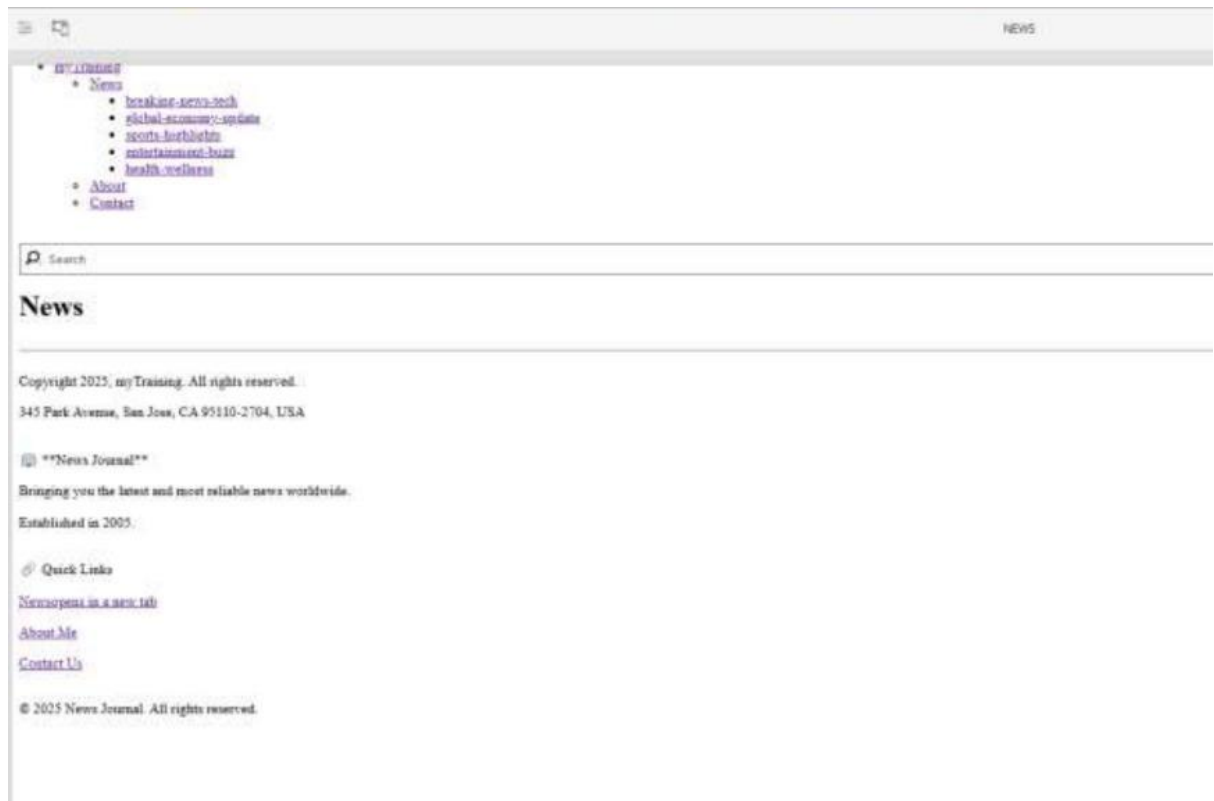 NEWS
myTraining
News
breaking-news-tech
global-economy-update
sports-highlights
entertainment-buzz
health-wellness
About
Contact
Search
News
Copyright 2025, myTraining. All rights reserved.
345 Park Avenue, San Jose, CA 95110-2704, USA
**News Journal**
Bringing you the latest and most reliable news worldwide.
Established in 2005.
Quick Links
Newsopens in a new tab
About Me
Contact Us
© 2025 News Journal. All rights reserved.